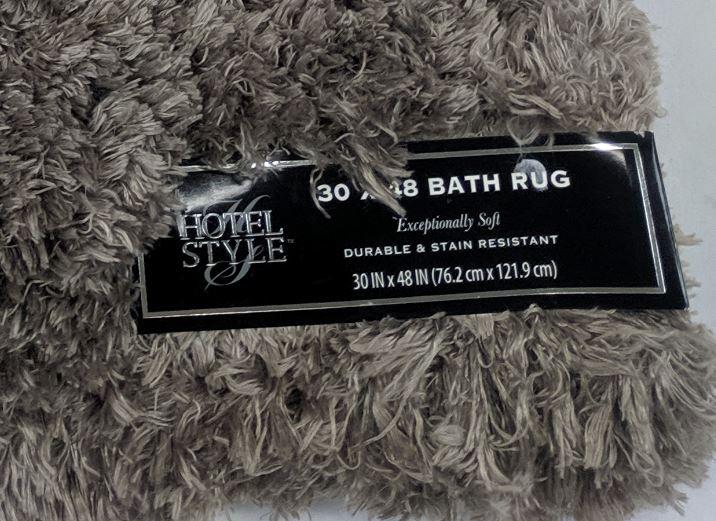 HOTEL
STYLE™
30 X 48 BATH RUG
Exceptionally Soft
DURABLE & STAIN RESISTANT
30 IN x 48 IN (76.2 cm x 121.9 cm)